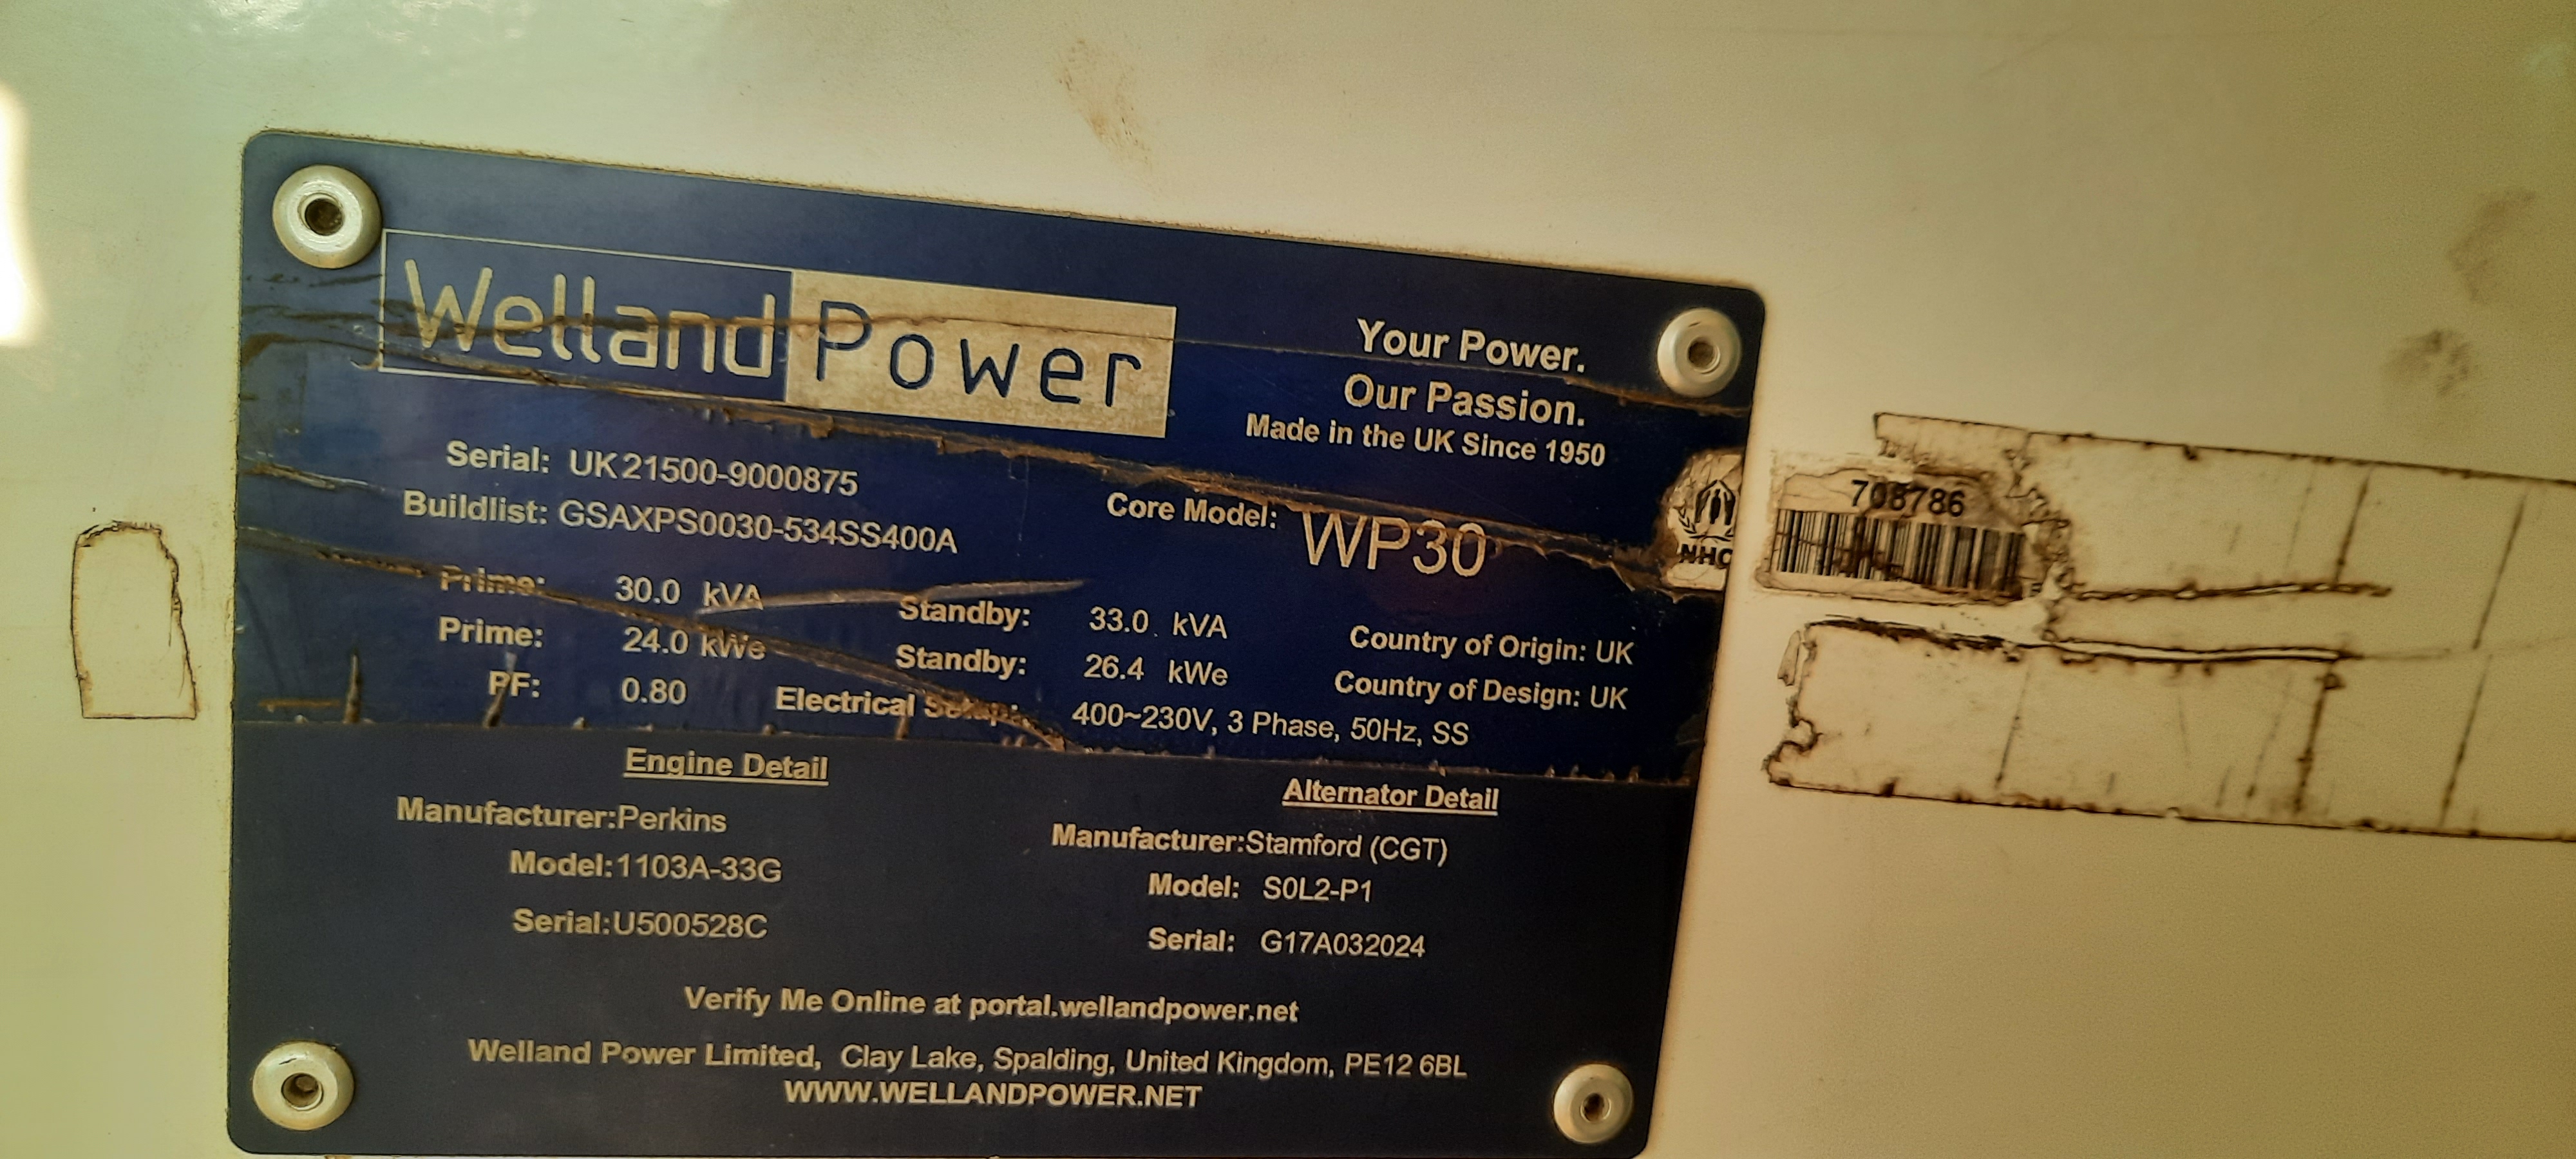 Welland Power
Your Power.
Our Passion.
Made in the UK Since 1950
Serial: UK21500-9000875
Buildlist: GSAXPS0030-534SS400A
Core Model: WP30
Prime: 30.0 kVA
Standby: 33.0 kVA
Country of Origin: UK
Prime: 24.0 kWe
Standby: 26.4 kWe
Country of Design: UK
PF: 0.80
Electrical Setup: 400~230V, 3 Phase, 50Hz, SS
Engine Detail
Manufacturer:Perkins
Model:1103A-33G
Serial:U500528C
Alternator Detail
Manufacturer:Stamford (CGT)
Model: S0L2-P1
Serial: G17A032024
Verify Me Online at portal.wellandpower.net
Welland Power Limited, Clay Lake, Spalding, United Kingdom, PE12 6BL
WWW.WELLANDPOWER.NET
708786